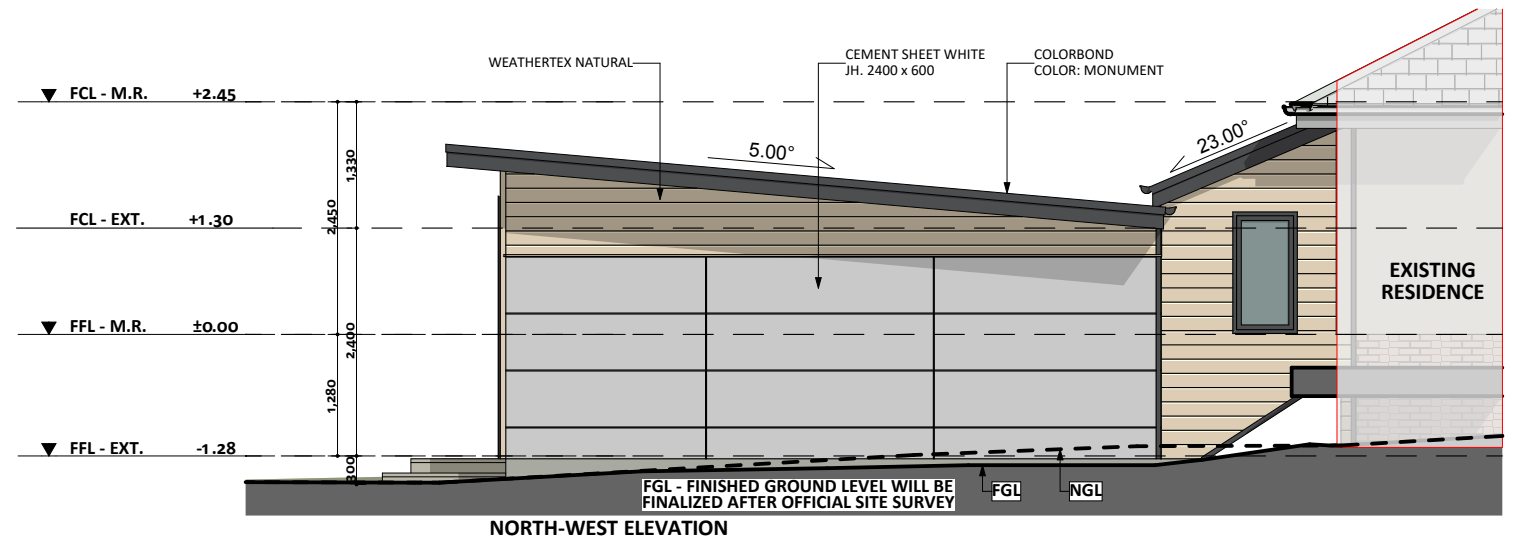 WEATHERTEX NATURAL
CEMENT SHEET WHITE
JH. 2400 x 600
COLORBOND
COLOR: MONUMENT
FCL - M.R. +2.45
5.00°
23.00°
1,330
2,450
FCL - EXT. +1.30
EXISTING
RESIDENCE
FFL - M.R. ±0.00
2,400
1,280
FFL - EXT. -1.28
300
FGL - FINISHED GROUND LEVEL WILL BE
FINALIZED AFTER OFFICIAL SITE SURVEY
FGL
NGL
NORTH-WEST ELEVATION